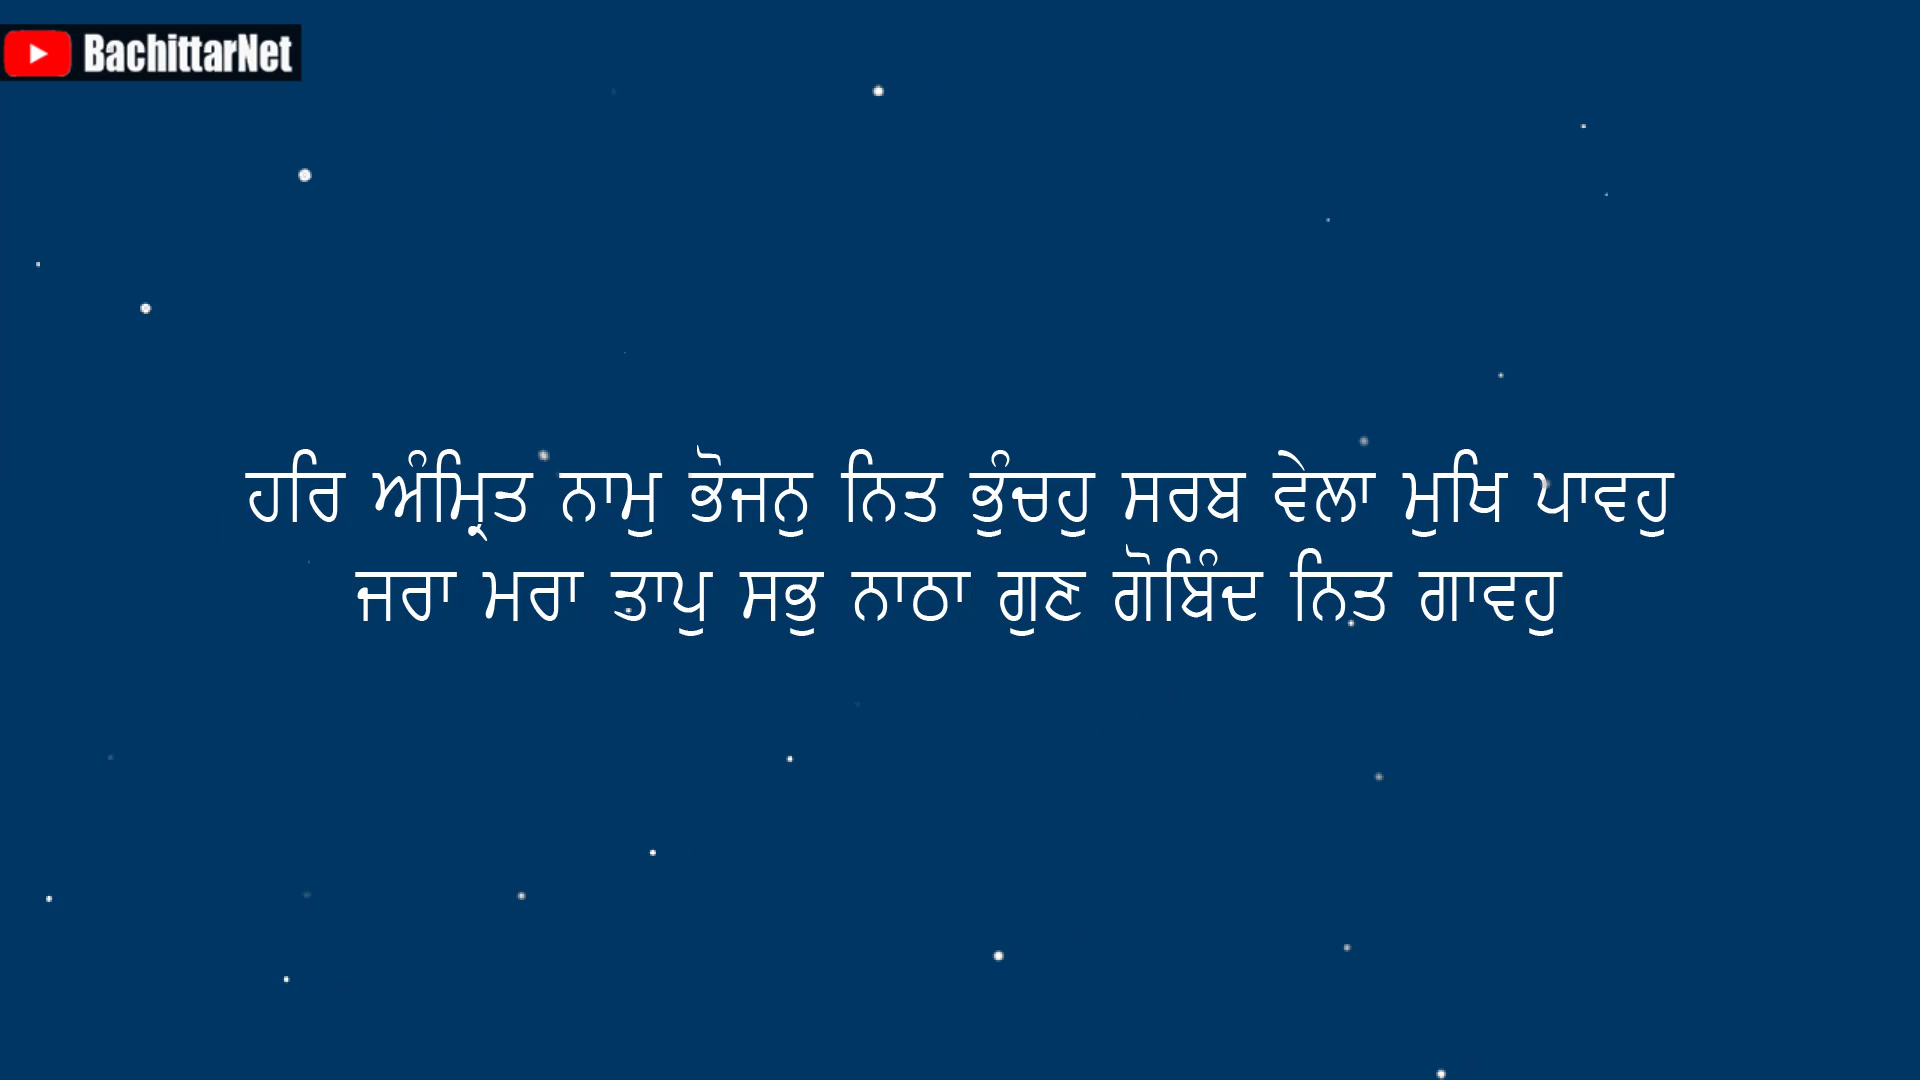 BachittarNet
ਹਰਿ ਅੰਮ੍ਰਿਤ ਨਾਮੁ ਭੋਜਨੁ ਨਿਤ ਭੁੰਚਹੁ ਸਰਬ ਵੇਲਾ ਮੁਖਿ ਪਾਵਹੁ
ਜਰਾ ਮਰਾ ਤਾਪੁ ਸਭੁ ਨਾਠਾ ਗੁਣ ਗੋਬਿੰਦ ਨਿਤ ਗਾਵਹੁ